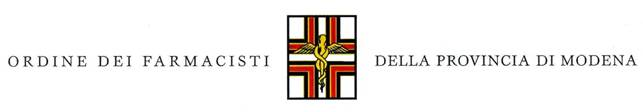 ORDINE DEI FARMACISTI DELLA PROVINCIA DI MODENA